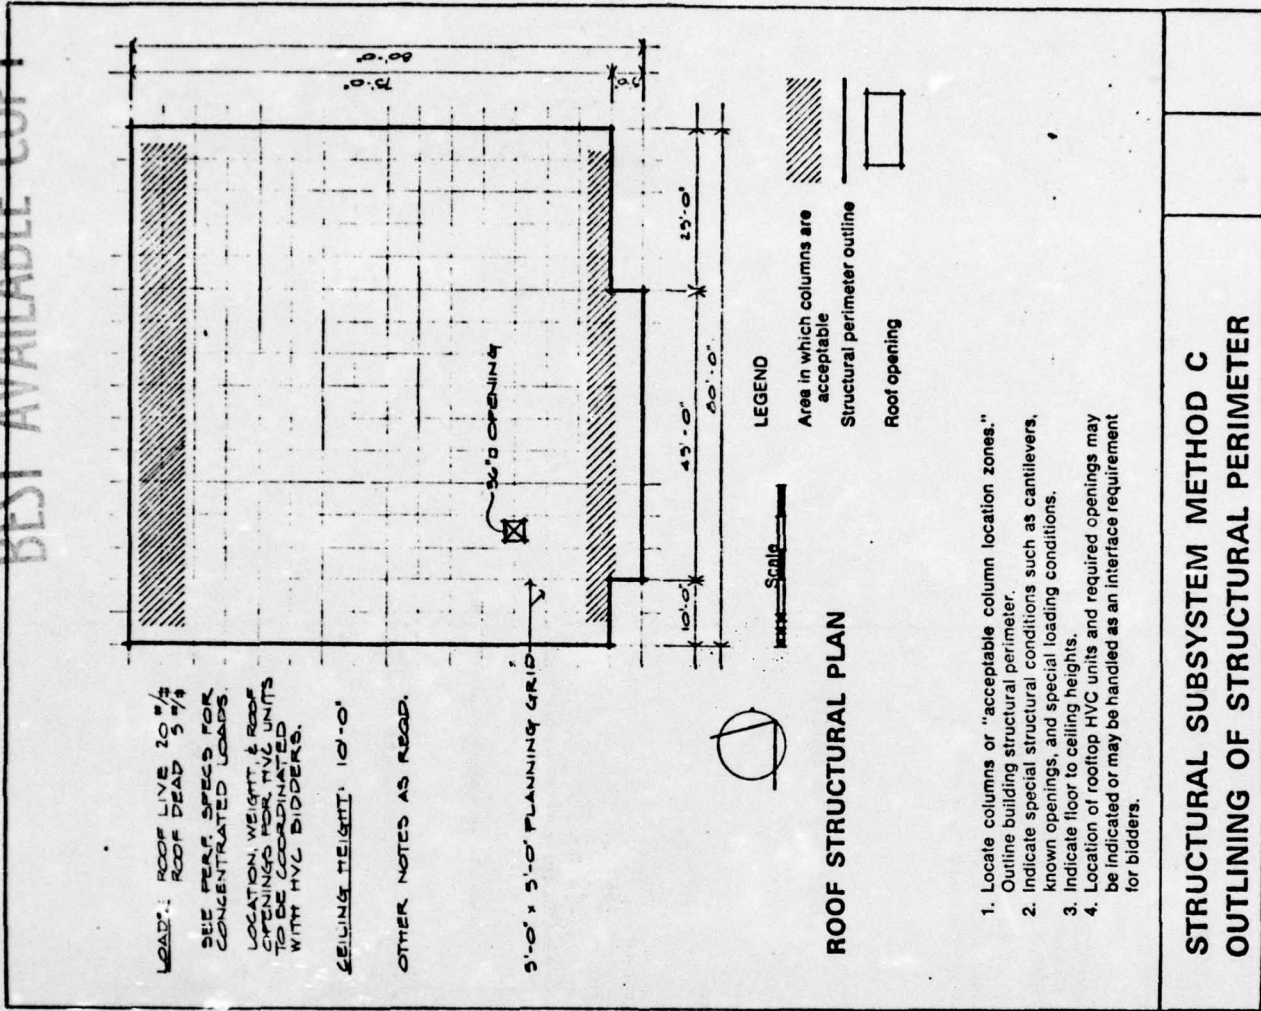 BEST AVAILABLE COPY
LOADS: ROOF LIVE 20 #/⌗
ROOF DEAD 5 #/⌗
SEE PERF. SPECS FOR
CONCENTRATED LOADS.
LOCATION, WEIGHT, & ROOF
OPENINGS FOR HVC UNITS
TO BE COORDINATED
WITH HVC BIDDERS.
CEILING HEIGHT: 10'-0"
OTHER NOTES AS REQD.
5'-0" x 5'-0" PLANNING GRID
36"□ OPENING
80'-0"
75'-0"
5'-0"
10'-0"
45'-0"
25'-0"
80'-0"
ROOF STRUCTURAL PLAN
Scale
LEGEND
Area in which columns are
acceptable
Structural perimeter outline
Roof opening
1. Locate columns or "acceptable column location zones."
Outline building structural perimeter.
2. Indicate special structural conditions such as cantilevers,
known openings, and special loading conditions.
3. Indicate floor to ceiling heights.
4. Location of rooftop HVC units and required openings may
be indicated or may be handled as an interface requirement
for bidders.
STRUCTURAL SUBSYSTEM METHOD C
OUTLINING OF STRUCTURAL PERIMETER